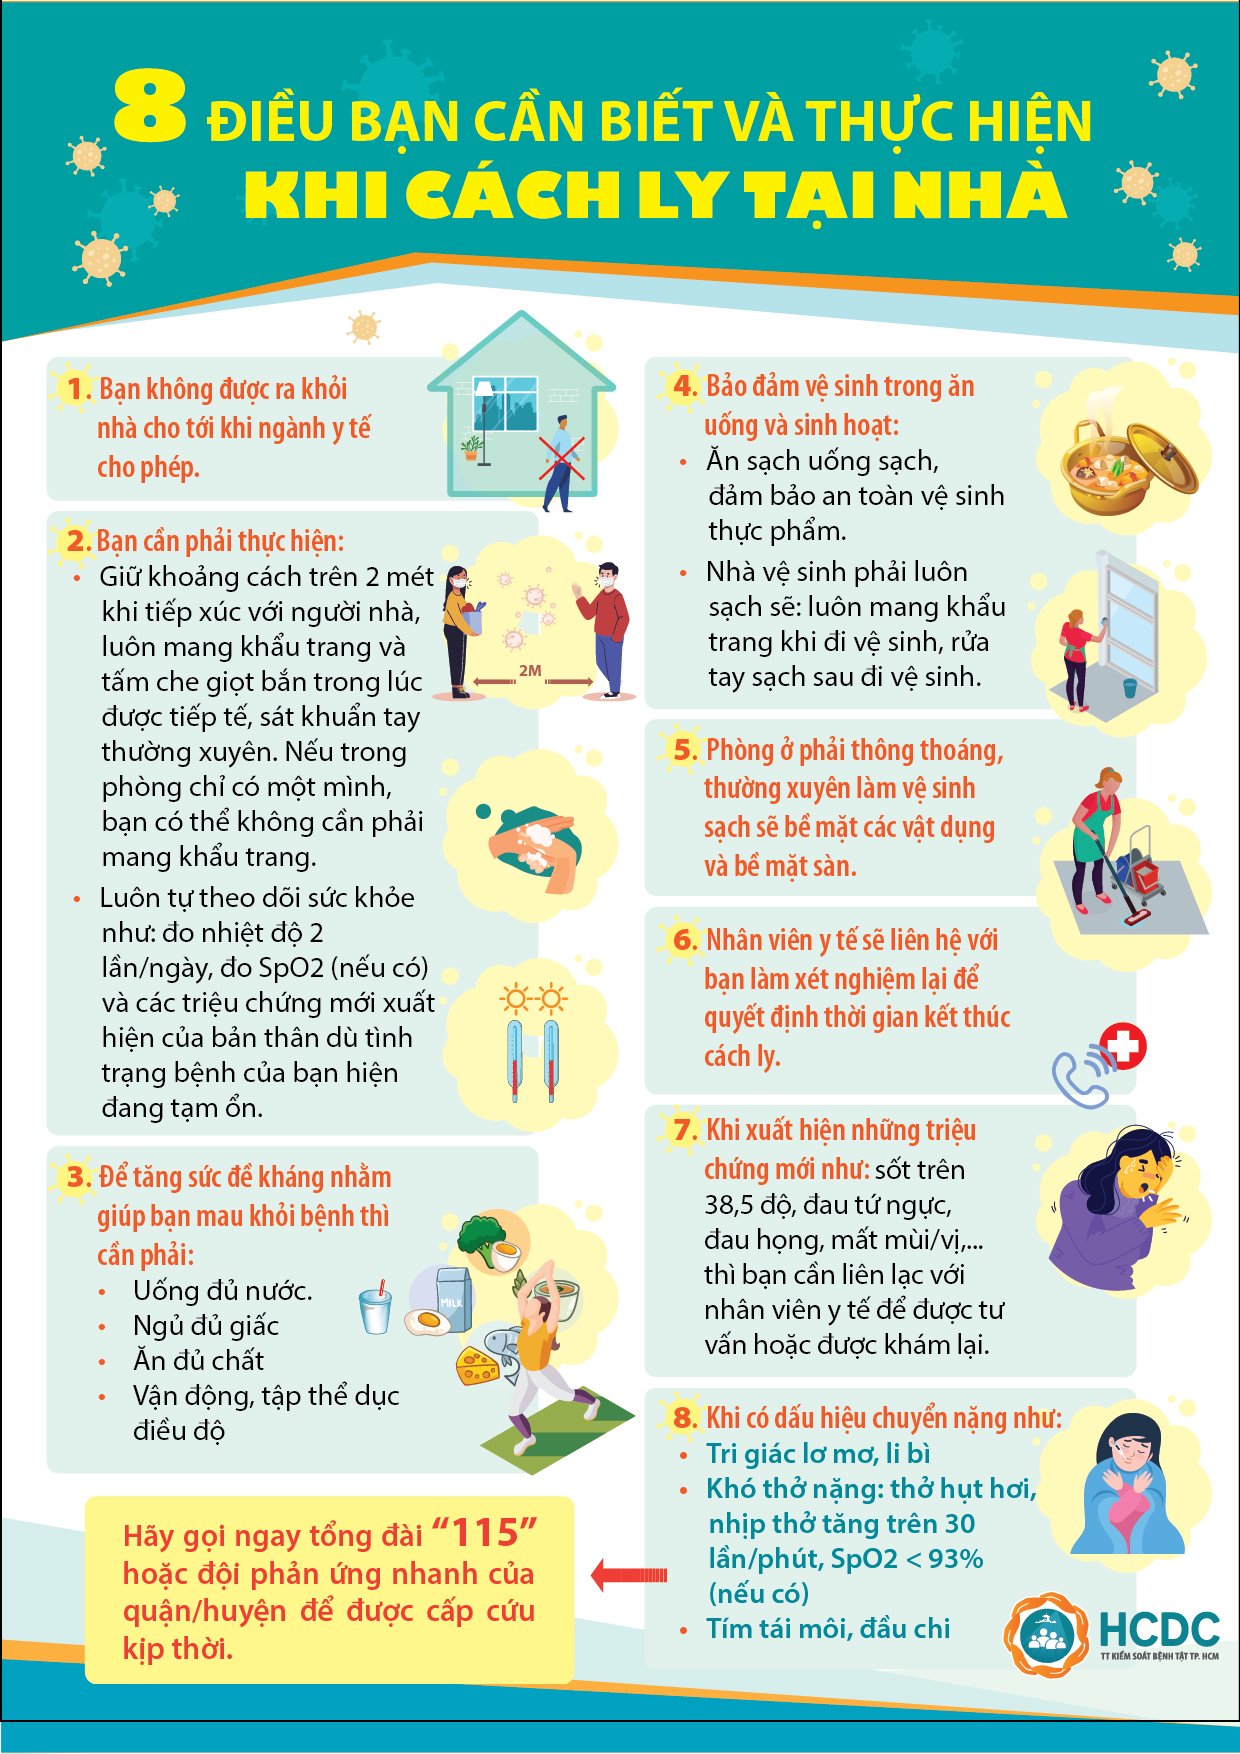 8 ĐIỀU BẠN CẦN BIẾT VÀ THỰC HIỆN
KHI CÁCH LY TẠI NHÀ
1. Bạn không được ra khỏi
nhà cho tới khi ngành y tế
cho phép.
2. Bạn cần phải thực hiện:
• Giữ khoảng cách trên 2 mét
khi tiếp xúc với người nhà,
luôn mang khẩu trang và
tấm che giọt bắn trong lúc
được tiếp tế, sát khuẩn tay
thường xuyên. Nếu trong
phòng chỉ có một mình,
bạn có thể không cần phải
mang khẩu trang.
2M
• Luôn tự theo dõi sức khỏe
như: đo nhiệt độ 2
lần/ngày, đo SpO2 (nếu có)
và các triệu chứng mới xuất
hiện của bản thân dù tình
trạng bệnh của bạn hiện
đang tạm ổn.
3. Để tăng sức đề kháng nhằm
giúp bạn mau khỏi bệnh thì
cần phải:
• Uống đủ nước.
• Ngủ đủ giấc
• Ăn đủ chất
• Vận động, tập thể dục
điều độ
MILK
4. Bảo đảm vệ sinh trong ăn
uống và sinh hoạt:
• Ăn sạch uống sạch,
đảm bảo an toàn vệ sinh
thực phẩm.
• Nhà vệ sinh phải luôn
sạch sẽ: luôn mang khẩu
trang khi đi vệ sinh, rửa
tay sạch sau đi vệ sinh.
5. Phòng ở phải thông thoáng,
thường xuyên làm vệ sinh
sạch sẽ bề mặt các vật dụng
và bề mặt sàn.
6. Nhân viên y tế sẽ liên hệ với
bạn làm xét nghiệm lại để
quyết định thời gian kết thúc
cách ly.
7. Khi xuất hiện những triệu
chứng mới như: sốt trên
38,5 độ, đau tứ ngực,
đau họng, mất mùi/vị,...
thì bạn cần liên lạc với
nhân viên y tế để được tư
vấn hoặc được khám lại.
8. Khi có dấu hiệu chuyển nặng như:
• Tri giác lơ mơ, li bì
• Khó thở nặng: thở hụt hơi,
nhịp thở tăng trên 30
lần/phút, SpO2 < 93%
(nếu có)
• Tím tái môi, đầu chi
Hãy gọi ngay tổng đài “115”
hoặc đội phản ứng nhanh của
quận/huyện để được cấp cứu
kịp thời.
HCDC
TT KIỂM SOÁT BỆNH TẬT TP. HCM